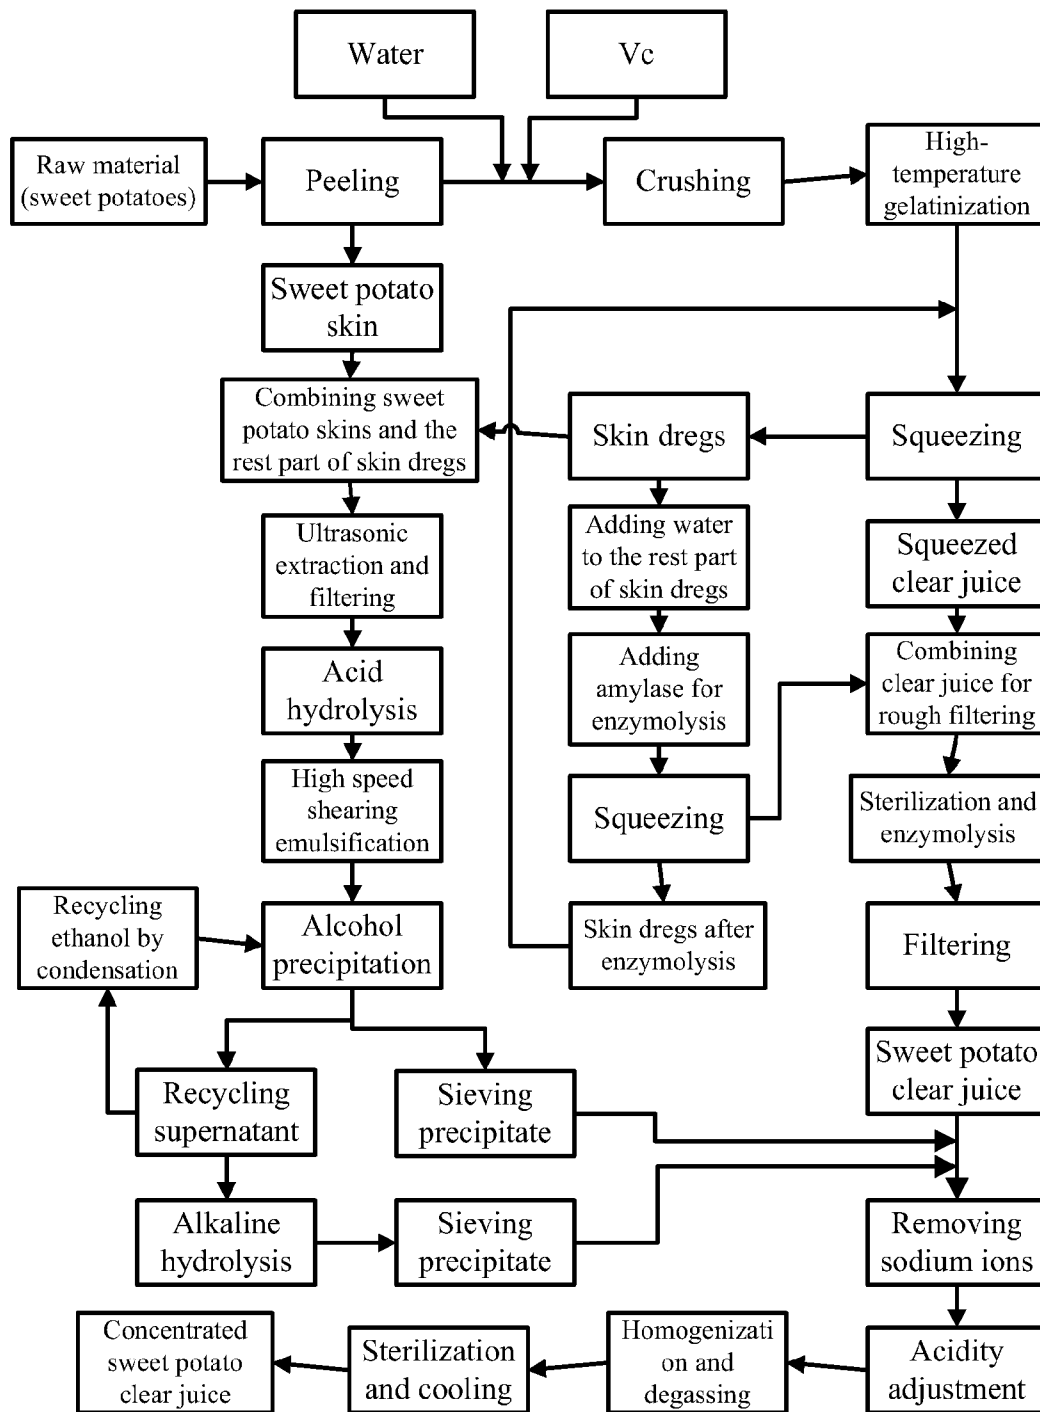 Water
Vc
Raw material
(sweet potatoes)
Peeling
Crushing
High-
temperature
gelatinization
Sweet potato
skin
Combining sweet
potato skins and the
rest part of skin dregs
Skin dregs
Squeezing
Ultrasonic
extraction and
filtering
Adding water
to the rest part
of skin dregs
Squeezed
clear juice
Acid
hydrolysis
Adding
amylase for
enzymolysis
Combining
clear juice for
rough filtering
High speed
shearing
emulsification
Squeezing
Sterilization and
enzymolysis
Recycling
ethanol by
condensation
Alcohol
precipitation
Skin dregs after
enzymolysis
Filtering
Recycling
supernatant
Sieving
precipitate
Sweet potato
clear juice
Alkaline
hydrolysis
Sieving
precipitate
Removing
sodium ions
Concentrated
sweet potato
clear juice
Sterilization
and cooling
Homogenizati
on and
degassing
Acidity
adjustment